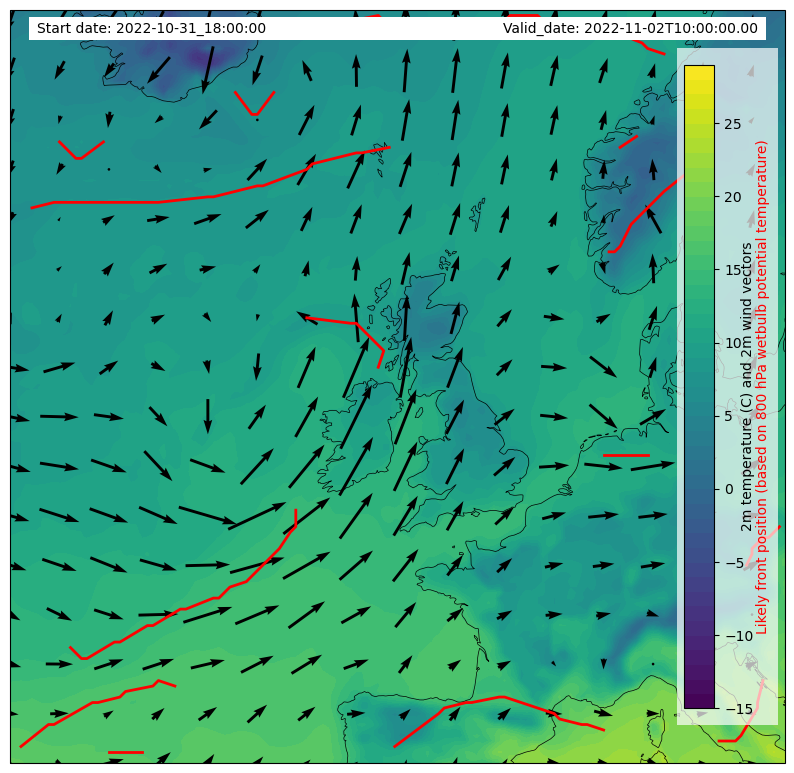 Start date: 2022-10-31_18:00:00
Valid_date: 2022-11-02T10:00:00.00
25
20
15
10
5
0
−5
−10
−15
2m temperature (C) and 2m wind vectors
Likely front position (based on 800 hPa wetbulb potential temperature)